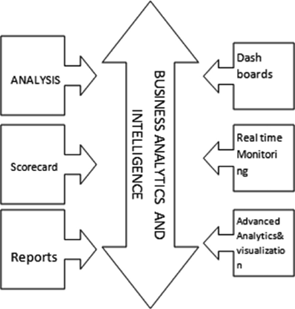 ANALYSIS
Scorecard
Reports
BUSINESS ANALYTICS AND
INTELLIGENCE
Dash
boards
Real time
Monitori
ng
Advanced
Analytics&
visualizatio
n